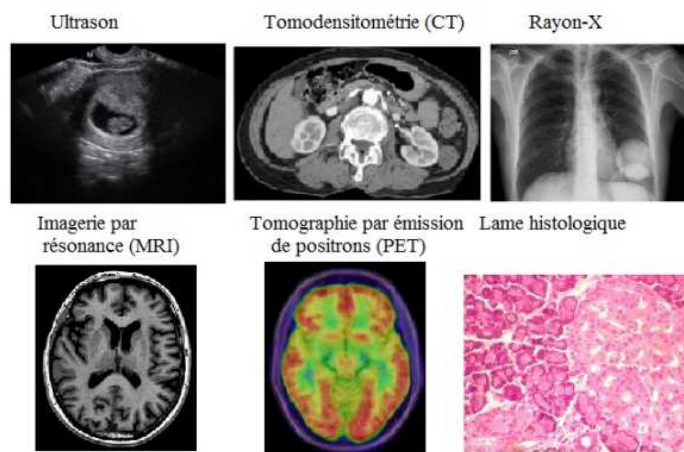 Ultrason
Tomodensitométrie (CT)
Rayon-X
Imagerie par
résonance (MRI)
Tomographie par émission
de positrons (PET)
Lame histologique